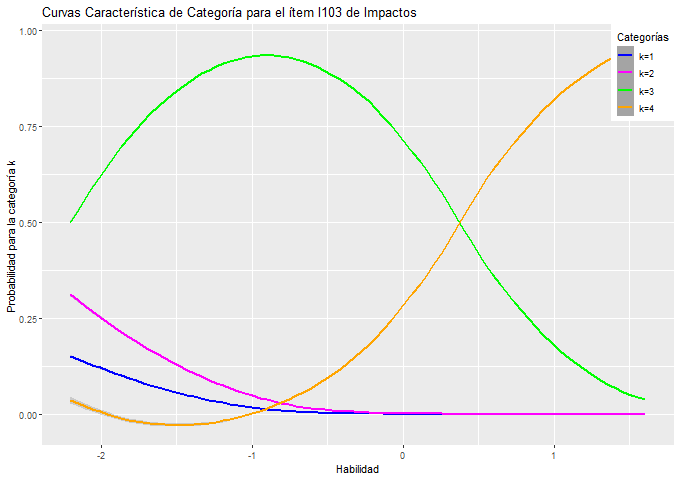 Curvas Característica de Categoría para el ítem I103 de Impactos
Categorías
k=1
k=2
k=3
k=4
Probabilidad para la categoría k
1.00
0.75
0.50
0.25
0.00
-2
-1
0
1
Habilidad